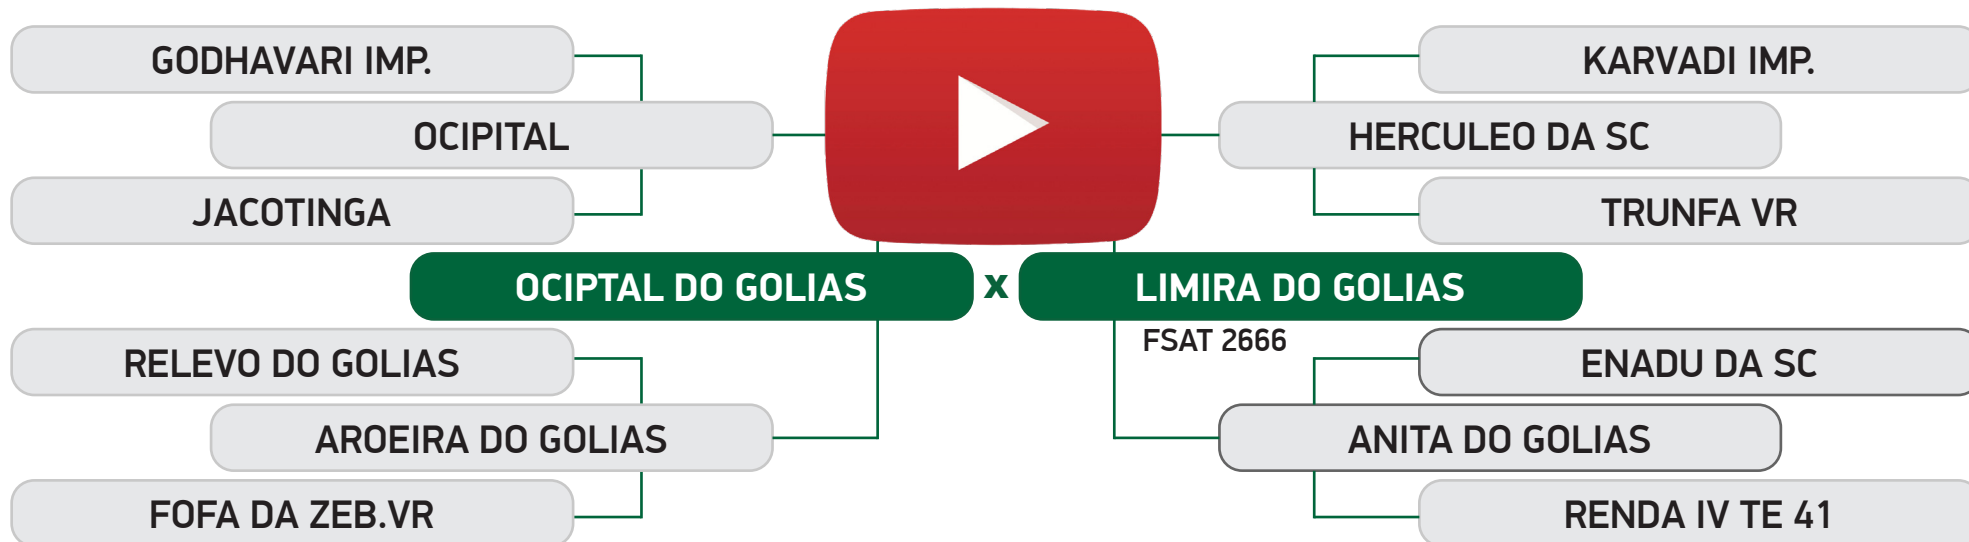 GODHAVARI IMP.
KARVADI IMP.
OCIPITAL
HERCULEO DA SC
JACOTINGA
TRUNFA VR
OCIPTAL DO GOLIAS x LIMIRA DO GOLIAS
FSAT 2666
RELEVO DO GOLIAS
ENADU DA SC
AROEIRA DO GOLIAS
ANITA DO GOLIAS
FOFA DA ZEB.VR
RENDA IV TE 41